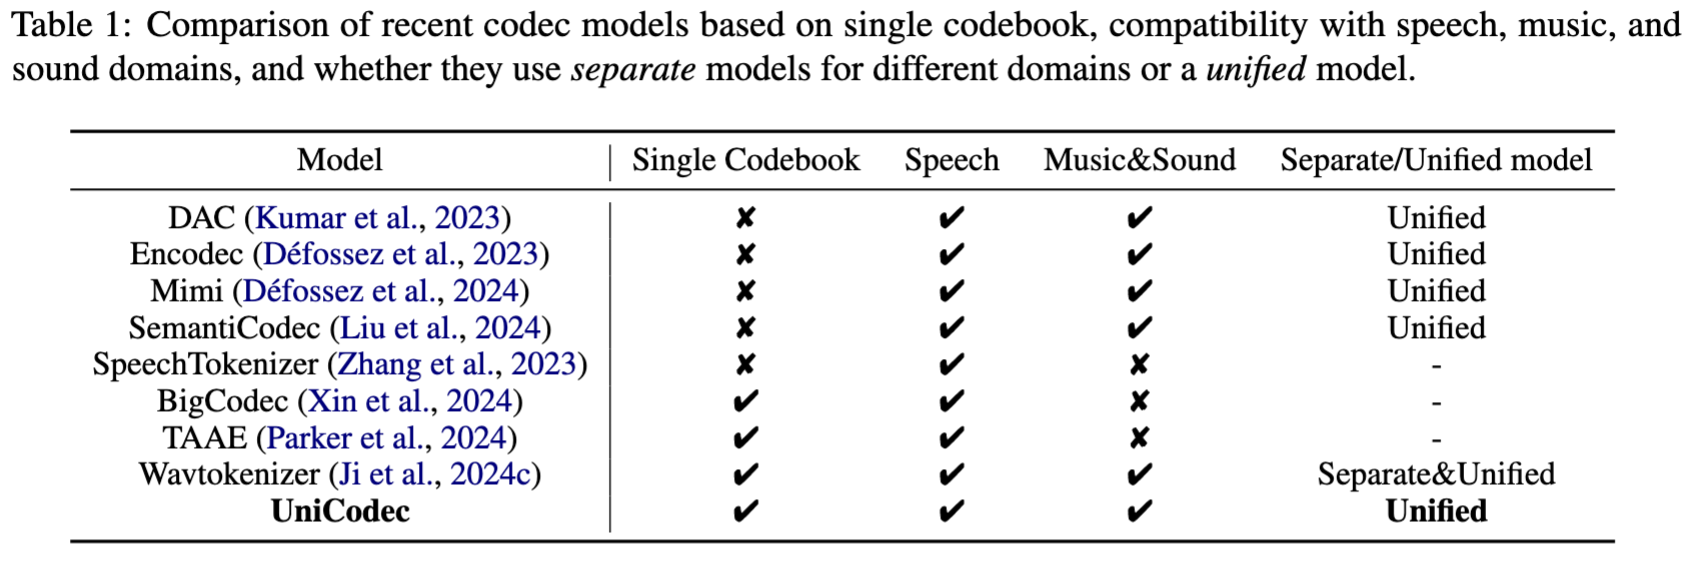 Table 1: Comparison of recent codec models based on single codebook, compatibility with speech, music, and
sound domains, and whether they use separate models for different domains or a unified model.
Model Single Codebook Speech Music&Sound Separate/Unified model
DAC (Kumar et al., 2023) ✘ ✔ ✔ Unified
Encodec (Défossez et al., 2023) ✘ ✔ ✔ Unified
Mimi (Défossez et al., 2024) ✘ ✔ ✔ Unified
SemantiCodec (Liu et al., 2024) ✘ ✔ ✔ Unified
SpeechTokenizer (Zhang et al., 2023) ✘ ✔ ✘ -
BigCodec (Xin et al., 2024) ✔ ✔ ✘ -
TAAE (Parker et al., 2024) ✔ ✔ ✘ -
Wavtokenizer (Ji et al., 2024c) ✔ ✔ ✔ Separate&Unified
UniCodec ✔ ✔ ✔ Unified